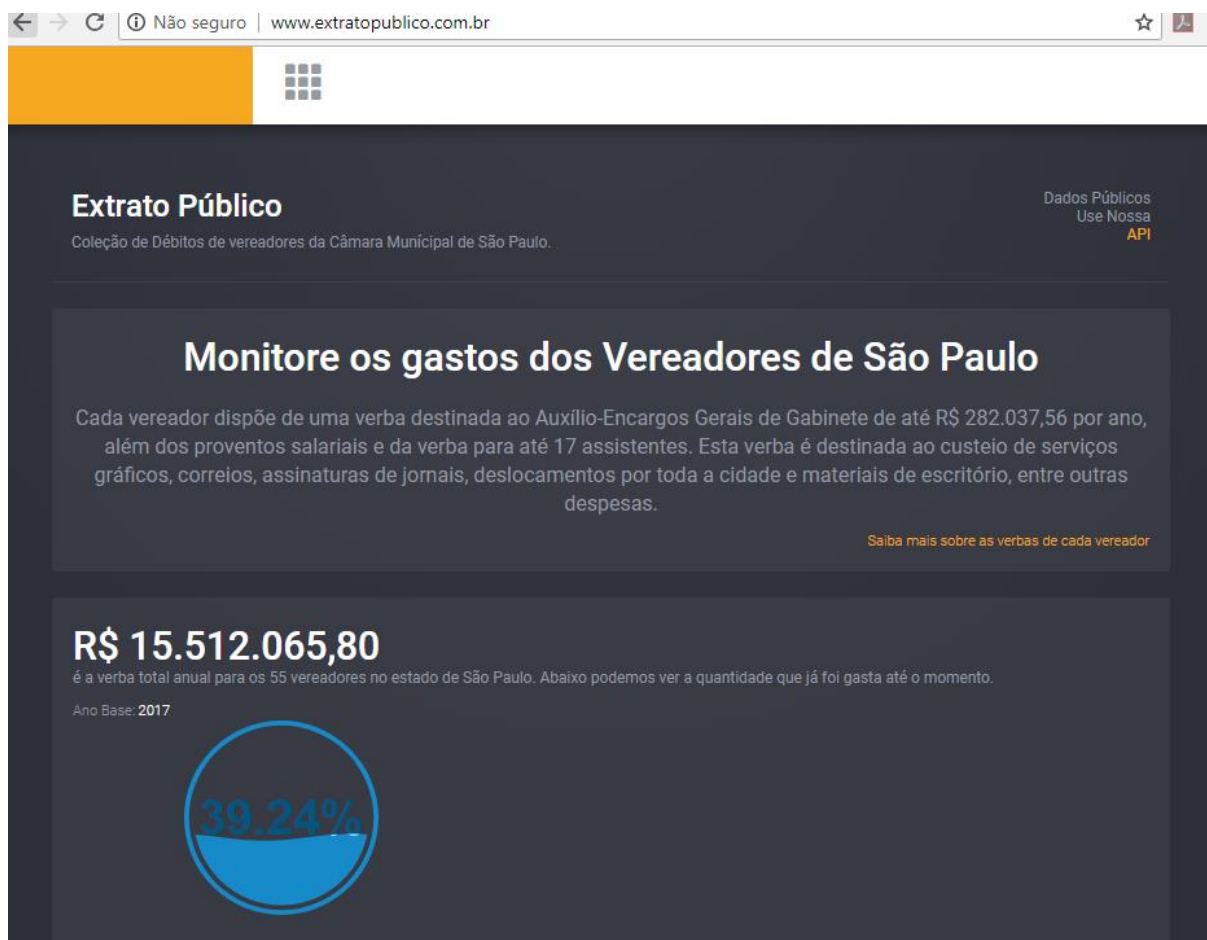 Não seguro | www.extratopublico.com.br
Extrato Público
Coleção de Débitos de vereadores da Câmara Munícipal de São Paulo.
Dados Públicos
Use Nossa
API
Monitore os gastos dos Vereadores de São Paulo
Cada vereador dispõe de uma verba destinada ao Auxílio-Encargos Gerais de Gabinete de até R$ 282.037,56 por ano,
além dos proventos salariais e da verba para até 17 assistentes. Esta verba é destinada ao custeio de serviços
gráficos, correios, assinaturas de jornais, deslocamentos por toda a cidade e materiais de escritório, entre outras
despesas.
Saiba mais sobre as verbas de cada vereador
R$ 15.512.065,80
é a verba total anual para os 55 vereadores no estado de São Paulo. Abaixo podemos ver a quantidade que já foi gasta até o momento.
Ano Base: 2017
39.24%